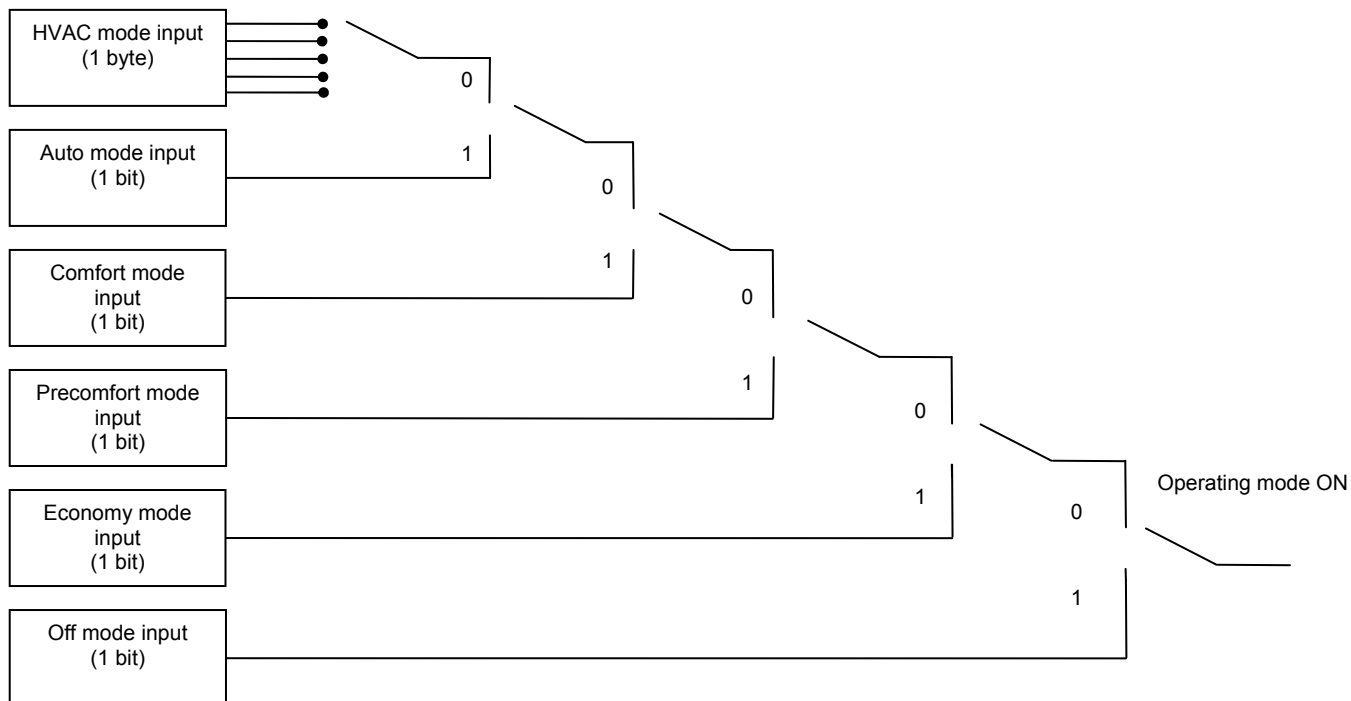 HVAC mode input
(1 byte)
0
Auto mode input
(1 bit)
1
0
Comfort mode
input
(1 bit)
1
0
Precomfort mode
input
(1 bit)
1
0
Economy mode
input
(1 bit)
1
0
Operating mode ON
Off mode input
(1 bit)
1